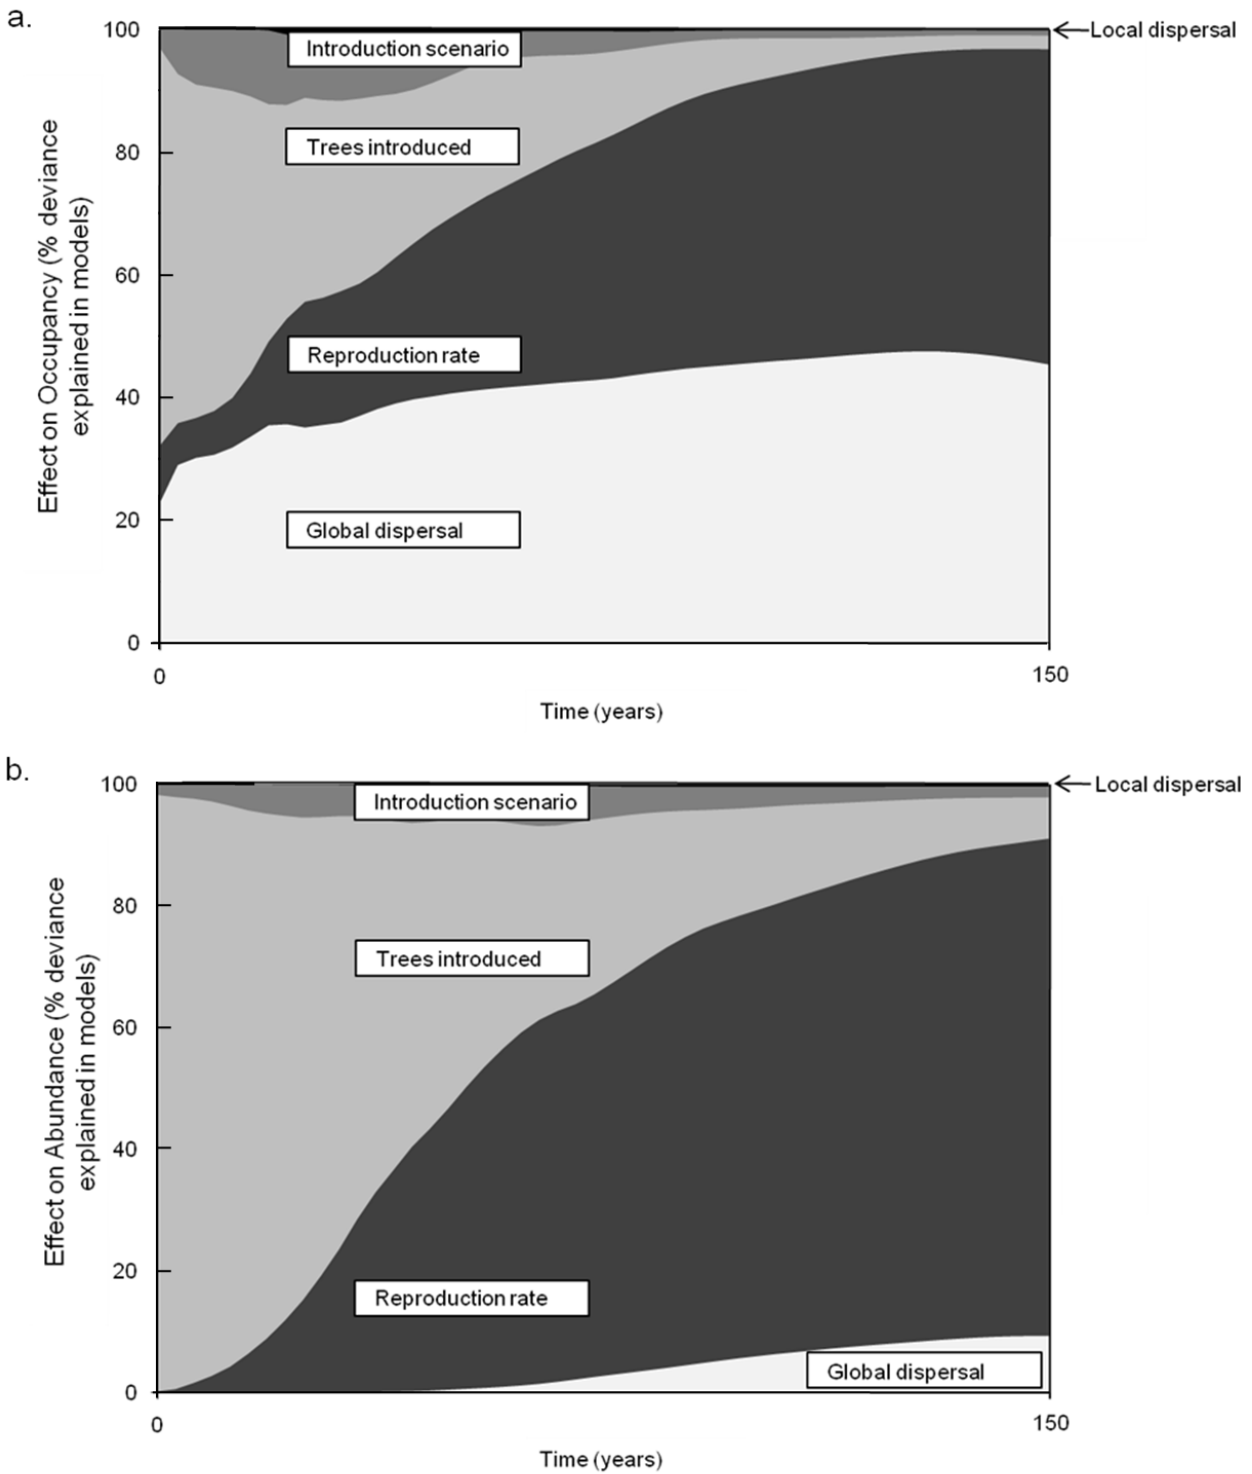 a.
100
80
60
40
20
0
Effect on Occupancy (% deviance
explained in models)
Introduction scenario
Local dispersal
Trees introduced
Reproduction rate
Global dispersal
0
150
Time (years)
b.
100
80
60
40
20
0
Effect on Abundance (% deviance
explained in models)
Introduction scenario
Local dispersal
Trees introduced
Reproduction rate
Global dispersal
0
150
Time (years)